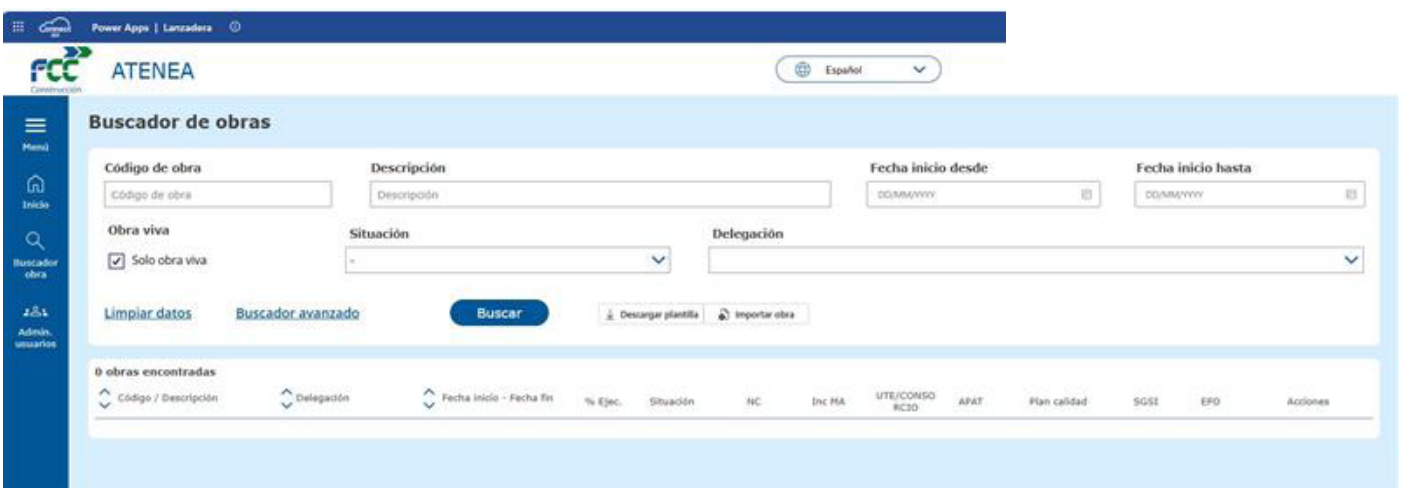 Connect
Power Apps | Lanzadera
FCC
Construcción
ATENEA
Español
Menú
Inicio
Buscador
obra
Admin.
usuarios
Buscador de obras
Código de obra
Descripción
Fecha inicio desde
Fecha inicio hasta
Código de obra
Descripción
DD/MM/YYYY
DD/MM/YYYY
Obra viva
Situación
Delegación
Solo obra viva
-
Limpiar datos
Buscador avanzado
Buscar
Descargar plantilla
Importar obra
0 obras encontradas
Código / Descripción
Delegación
Fecha inicio - Fecha fin
% Ejec.
Situación
NC
Inc MA
UTE/CONSO
RCIO
APAT
Plan calidad
SGSI
EFO
Acciones